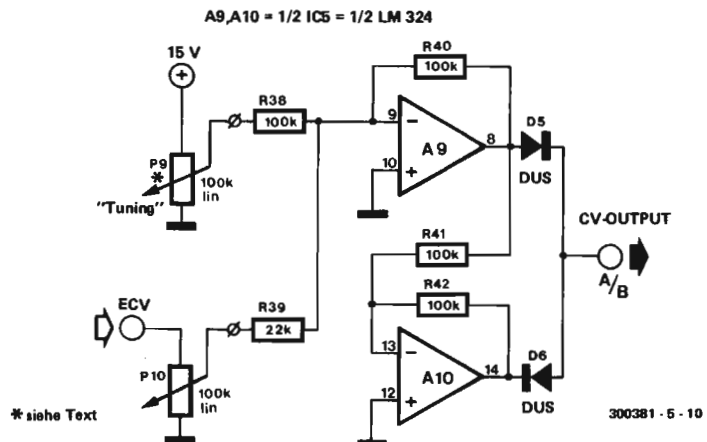 A9,A10 = 1/2 IC5 = 1/2 LM 324
15 V
+
R40
100k
R38
100k
9
−
8
A9
10
+
D5
DUS
P9
*
100k
lin
"Tuning"
CV-OUTPUT
A/B
R41
100k
R42
100k
ECV
R39
22k
13
−
14
A10
12
+
D6
DUS
P10
100k
lin
* siehe Text
300381 - 5 - 10